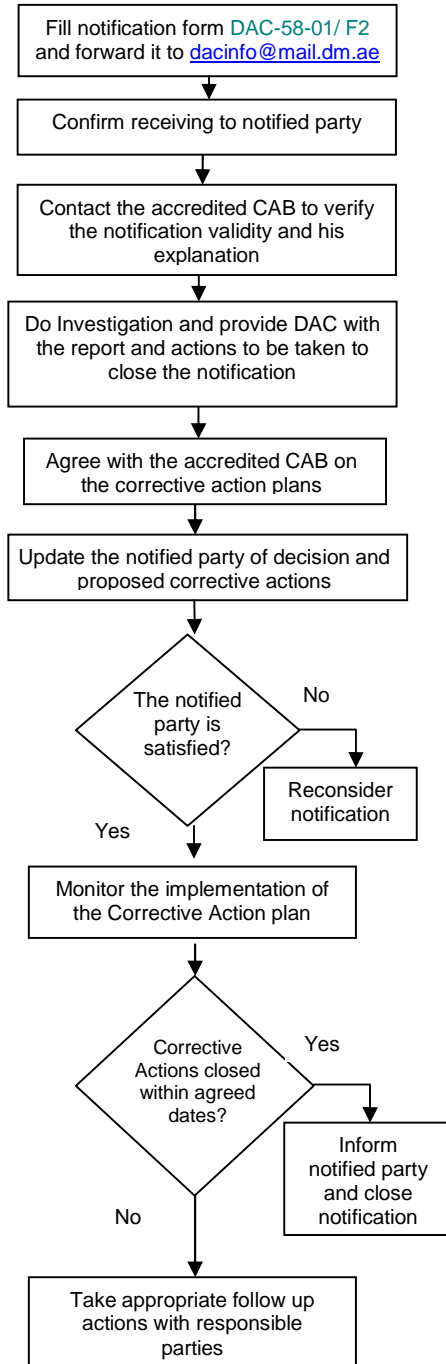 Fill notification form DAC-58-01/ F2
and forward it to dacinfo@mail.dm.ae
Confirm receiving to notified party
Contact the accredited CAB to verify
the notification validity and his
explanation
Do Investigation and provide DAC with
the report and actions to be taken to
close the notification
Agree with the accredited CAB on
the corrective action plans
Update the notified party of decision and
proposed corrective actions
The notified
party is
satisfied?
No
Reconsider
notification
Yes
Monitor the implementation of
the Corrective Action plan
Corrective
Actions closed
within agreed
dates?
Yes
Inform
notified party
and close
notification
No
Take appropriate follow up
actions with responsible
parties